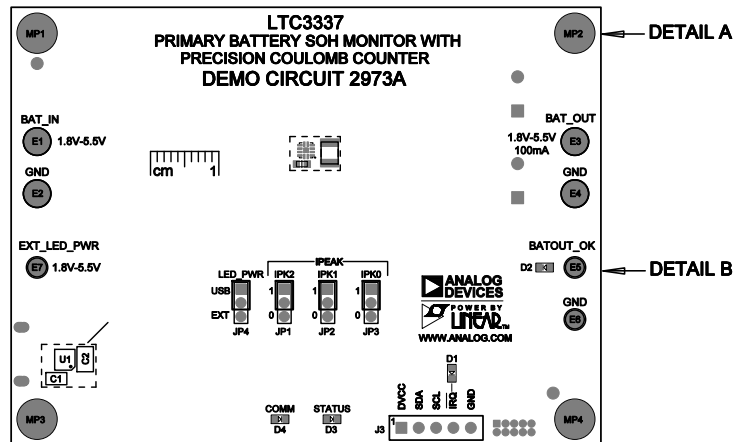 LTC3337
PRIMARY BATTERY SOH MONITOR WITH
PRECISION COULOMB COUNTER
DEMO CIRCUIT 2973A
MP1
MP2
DETAIL A
BAT_IN
E1
1.8V-5.5V
GND
E2
cm 1
BAT_OUT
1.8V-5.5V
100mA
E3
GND
E4
EXT_LED_PWR
E7
1.8V-5.5V
BATOUT_OK
D2
E5
DETAIL B
GND
E6
IPEAK
LED_PWR IPK2 IPK1 IPK0
USB 1 1 1
EXT 0 0 0
JP4 JP1 JP2 JP3
ANALOG
DEVICES
POWER BY
LINEAR™
WWW.ANALOG.COM
U1
C2
C1
D1
DVCC
SDA
SCL
IRQ
GND
COMM
D4
STATUS
D3
J3
1
MP3
MP4